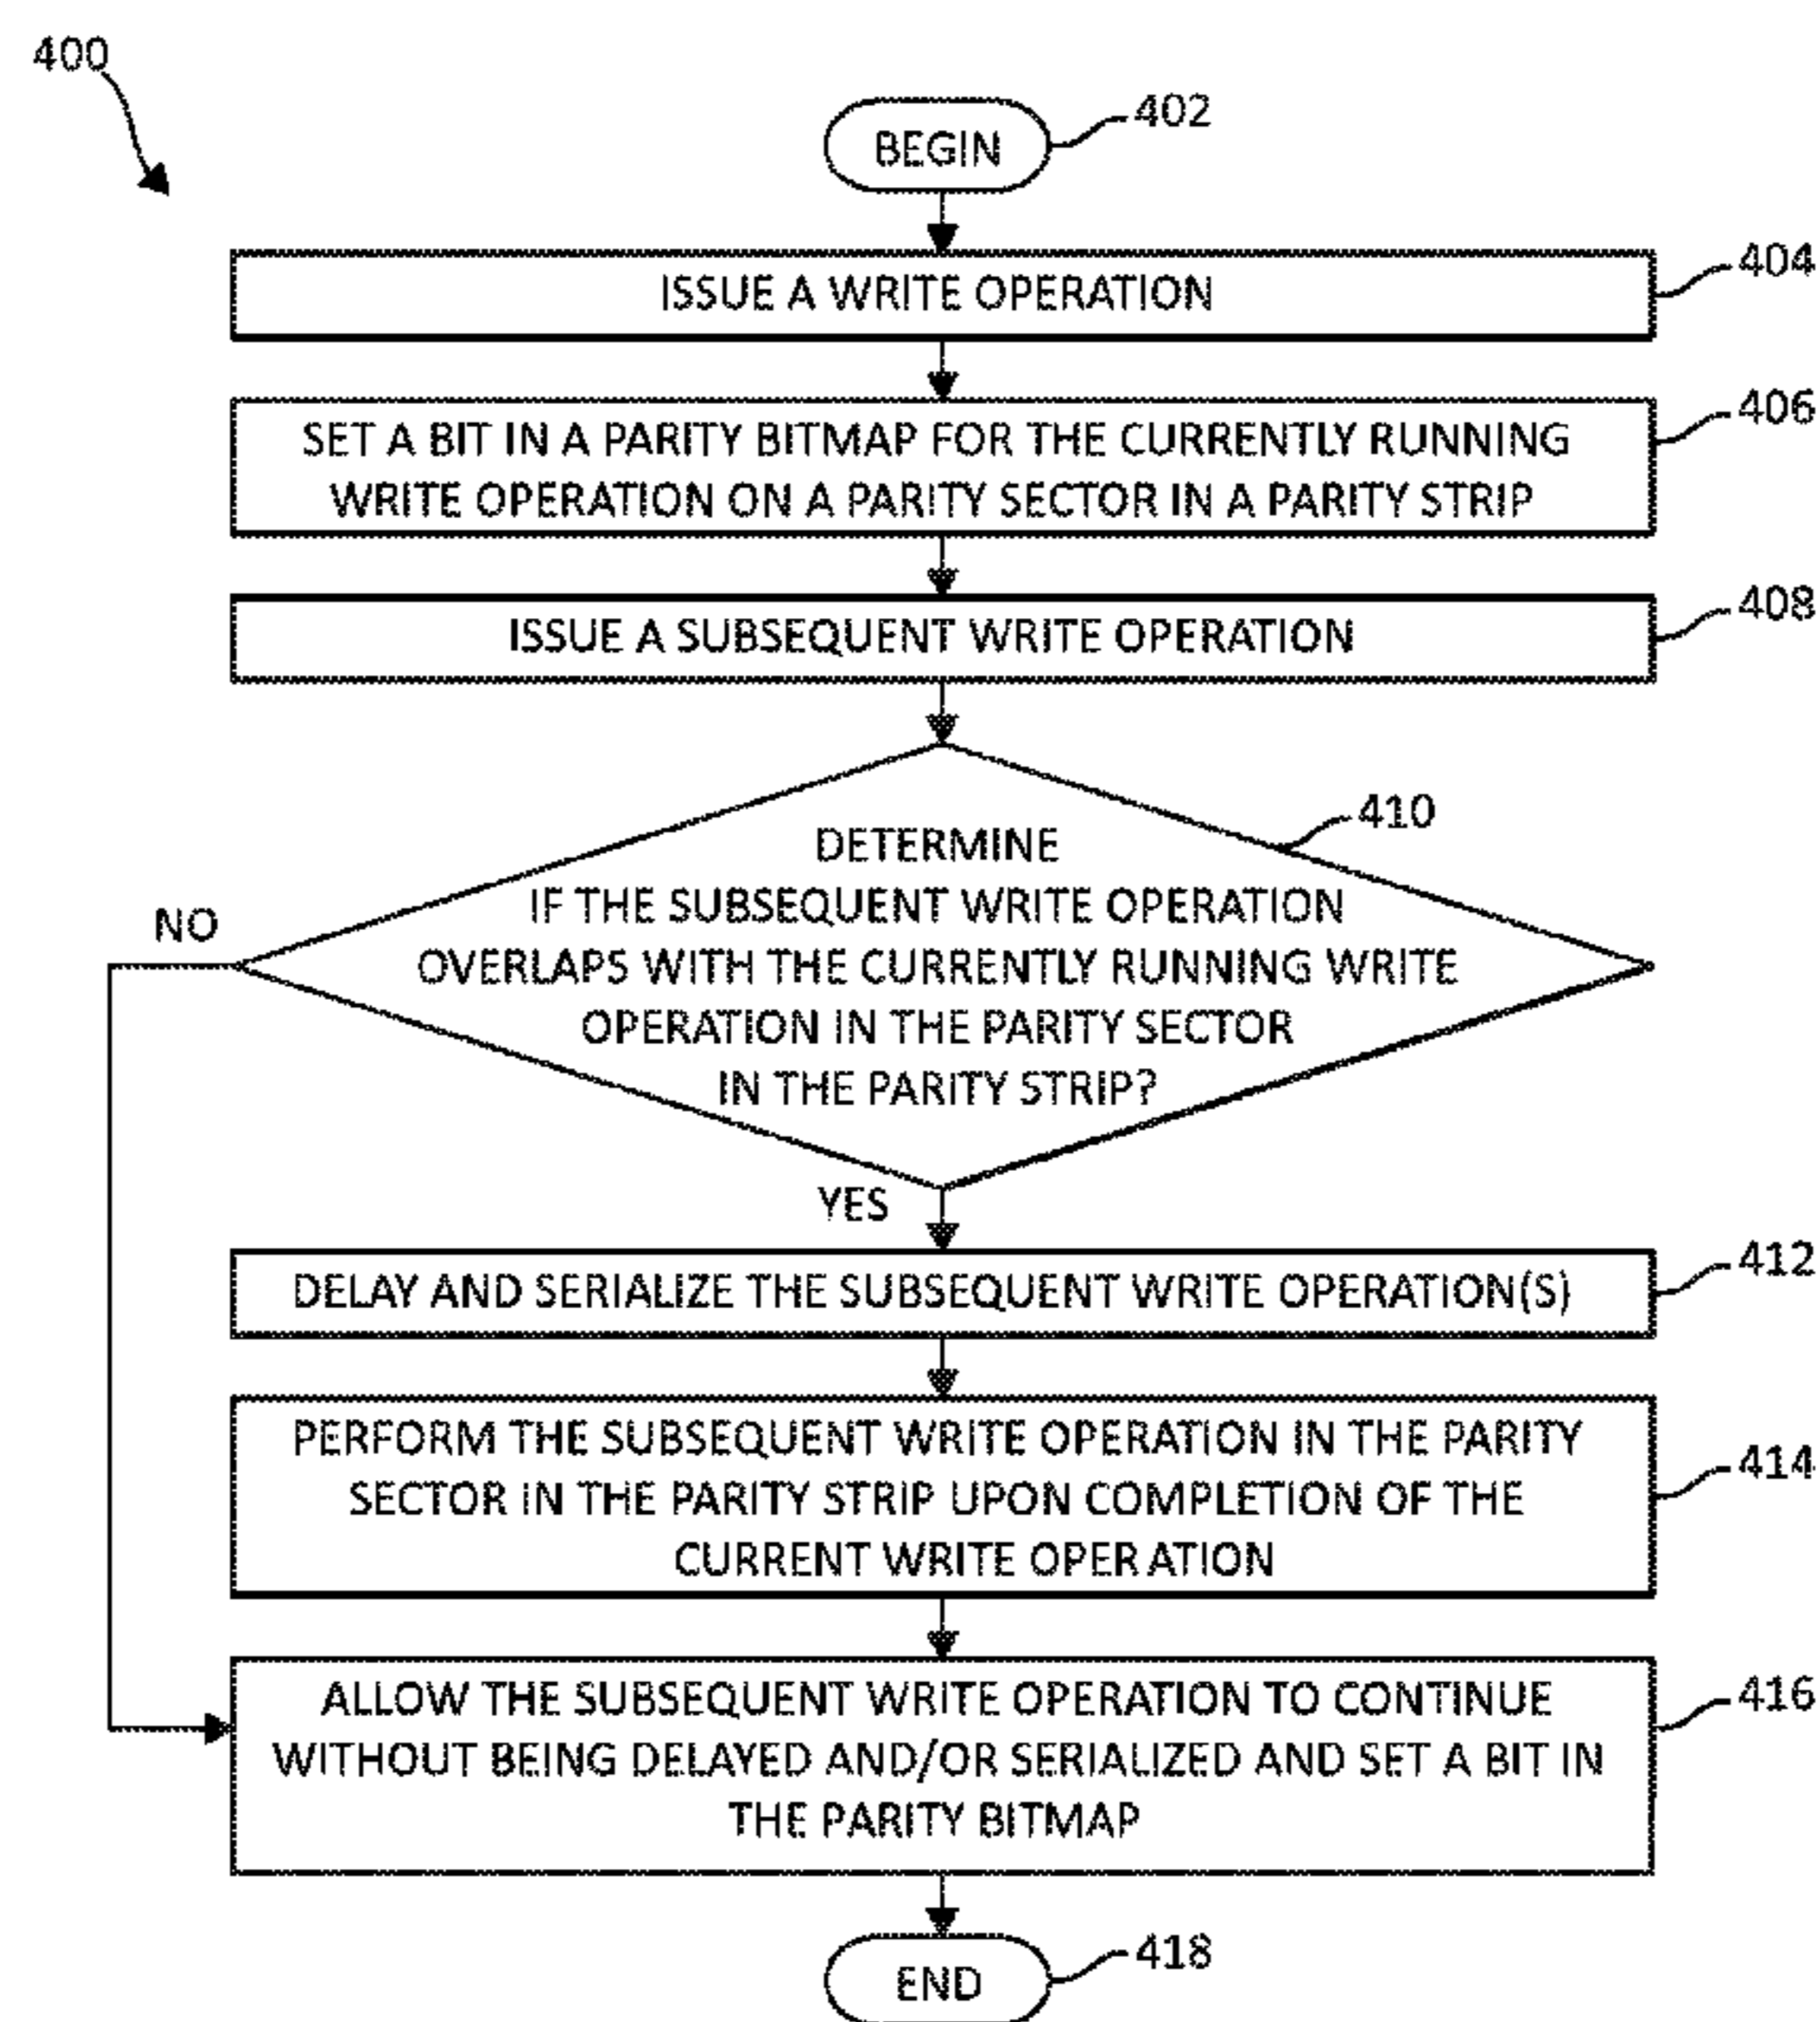 400
BEGIN
402
ISSUE A WRITE OPERATION
404
SET A BIT IN A PARITY BITMAP FOR THE CURRENTLY RUNNING
WRITE OPERATION ON A PARITY SECTOR IN A PARITY STRIP
406
ISSUE A SUBSEQUENT WRITE OPERATION
408
410
DETERMINE
IF THE SUBSEQUENT WRITE OPERATION
OVERLAPS WITH THE CURRENTLY RUNNING WRITE
OPERATION IN THE PARITY SECTOR
IN THE PARITY STRIP?
NO
YES
DELAY AND SERIALIZE THE SUBSEQUENT WRITE OPERATION(S)
412
PERFORM THE SUBSEQUENT WRITE OPERATION IN THE PARITY
SECTOR IN THE PARITY STRIP UPON COMPLETION OF THE
CURRENT WRITE OPERATION
414
ALLOW THE SUBSEQUENT WRITE OPERATION TO CONTINUE
WITHOUT BEING DELAYED AND/OR SERIALIZED AND SET A BIT IN
THE PARITY BITMAP
416
END
418